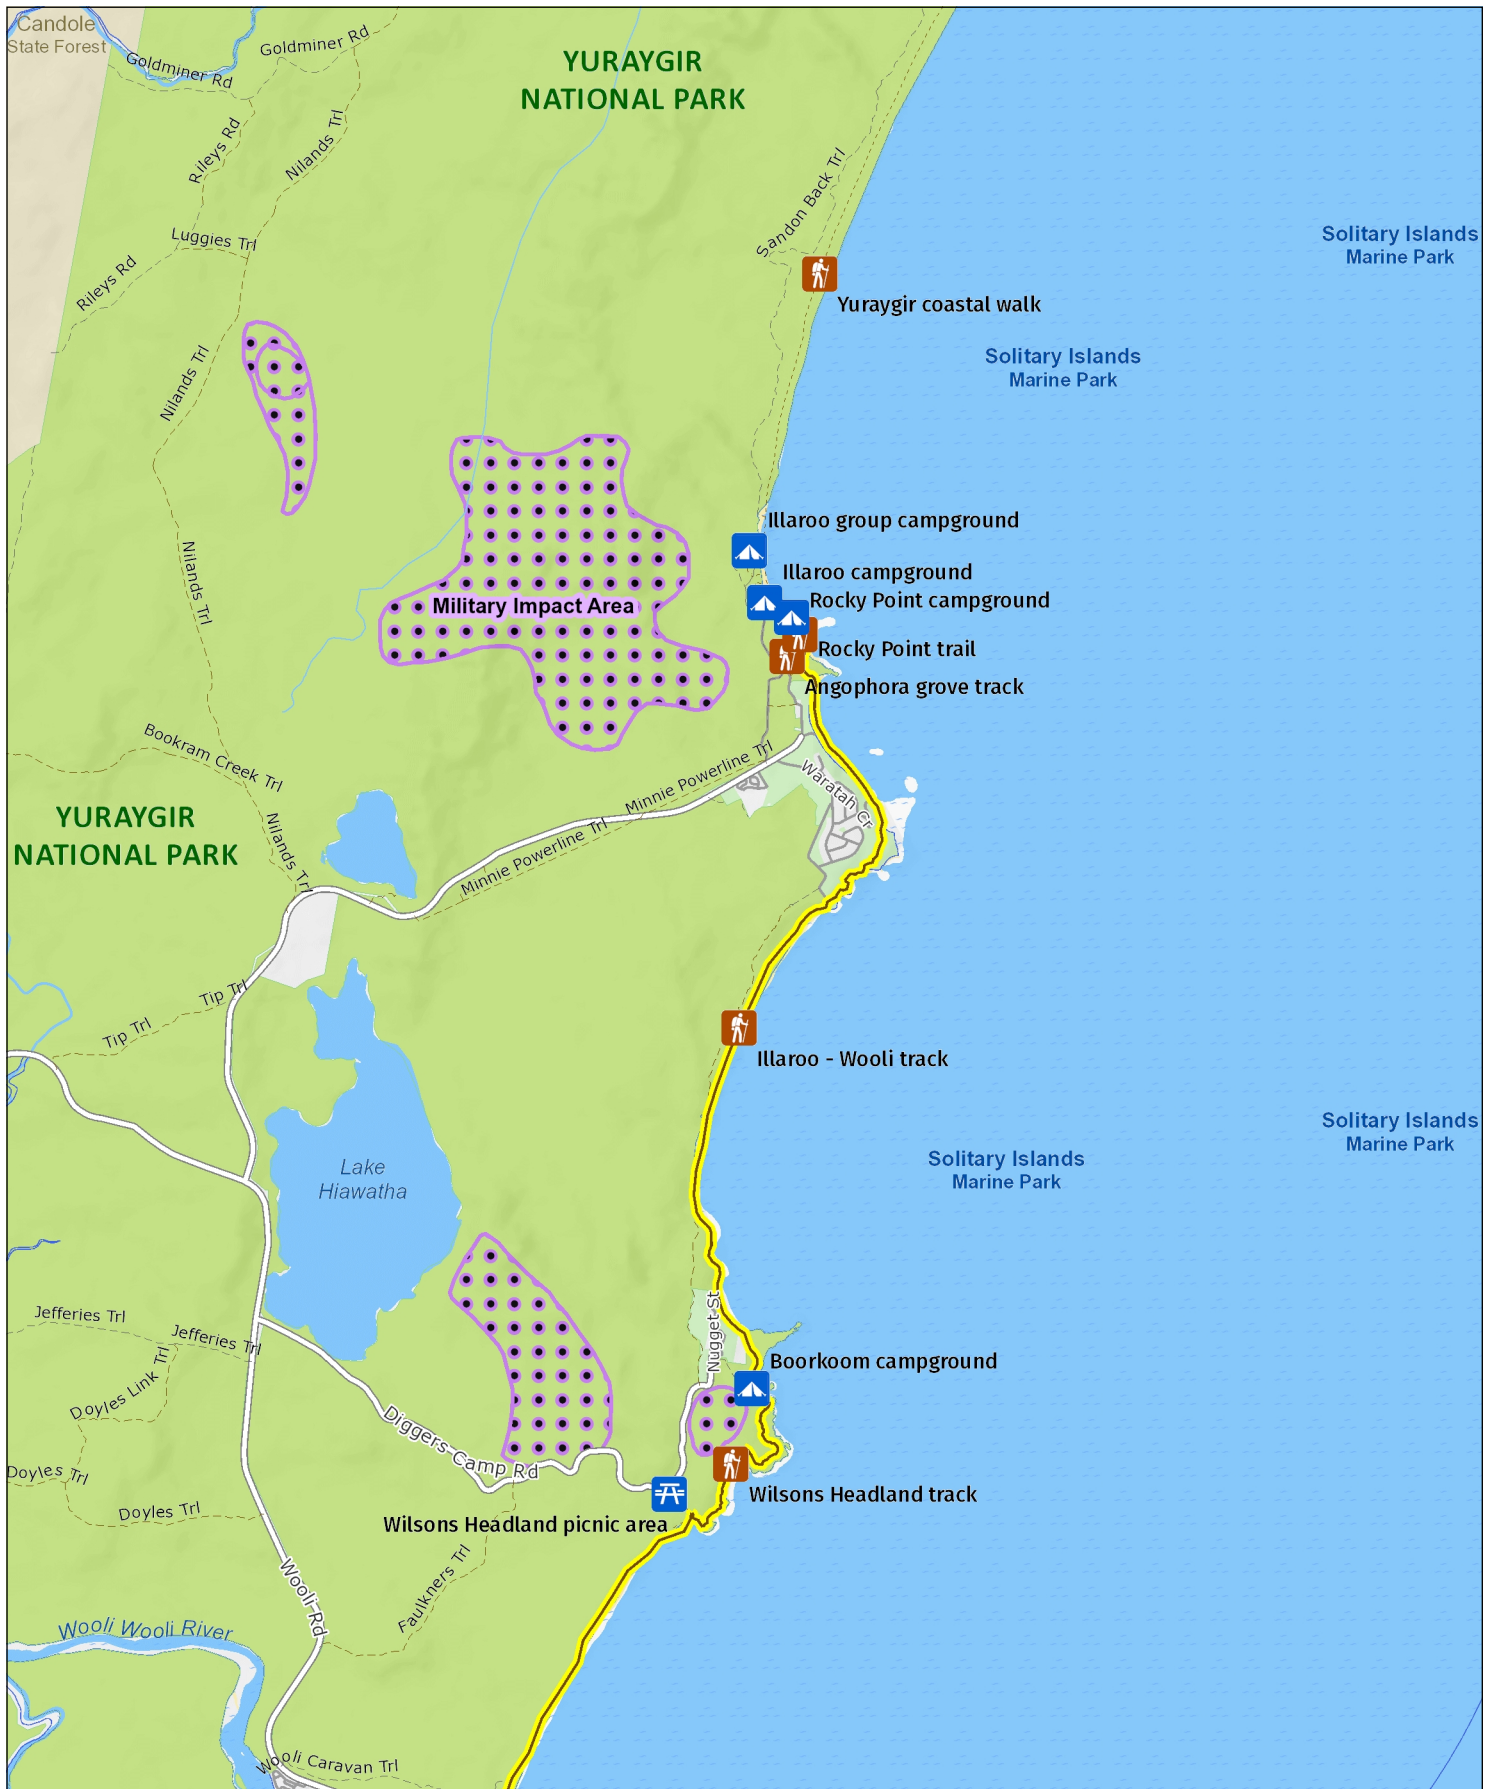 Candole
State Forest
Goldminer Rd
Goldminer Rd
YURAYGIR
NATIONAL PARK
Rileys Rd
Nilands Trl
Sandon Back Trl
Luggies Trl
Rileys Rd
Solitary Islands
Marine Park
Yuraygir coastal walk
Solitary Islands
Marine Park
Nilands Trl
Illaroo group campground
Nilands Trl
Illaroo campground
Rocky Point campground
Military Impact Area
Rocky Point trail
Angophora grove track
Bookram Creek Trl
Minnie Powerline Trl
Waratah Cr
YURAYGIR
NATIONAL PARK
Nilands Trl
Minnie Powerline Trl
Tip Trl
Tip Trl
Illaroo - Wooli track
Solitary Islands
Marine Park
Lake
Hiawatha
Solitary Islands
Marine Park
Jefferies Trl
Jefferies Trl
Nugget St
Boorkoom campground
Doyles Link Trl
Diggers Camp Rd
Doyles Trl
Doyles Trl
Wilsons Headland track
Wilsons Headland picnic area
Faulkners Trl
Wooli Rd
Wooli Wooli River
Wooli Caravan Trl